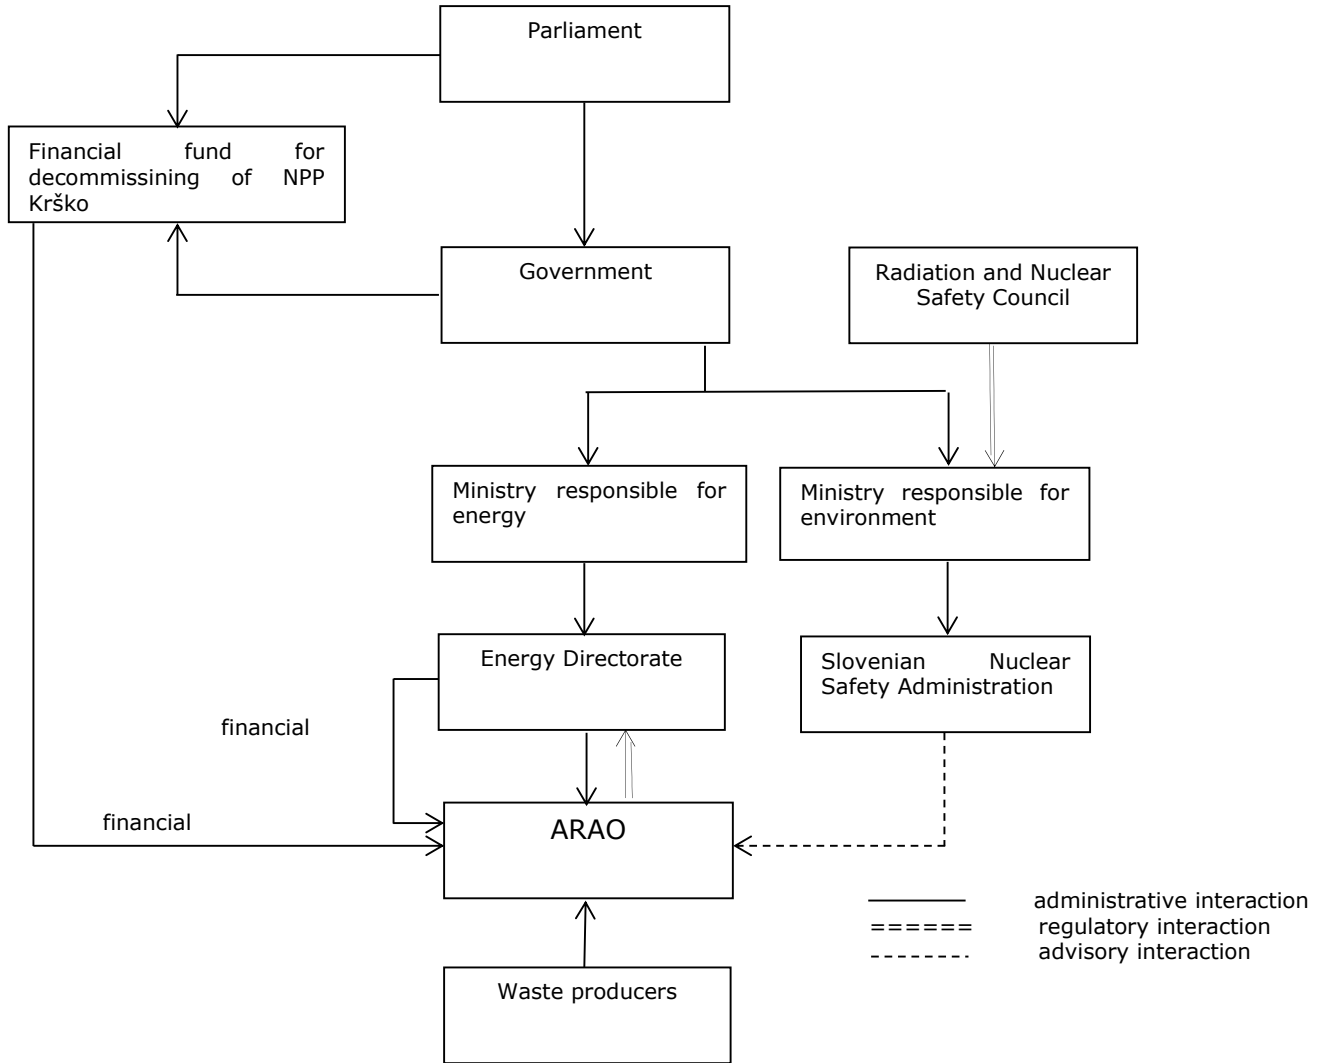 Parliament
Financial fund for
decommissining of NPP
Krško
Government
Radiation and Nuclear
Safety Council
Ministry responsible for
energy
Ministry responsible for
environment
Energy Directorate
Slovenian Nuclear
Safety Administration
financial
financial
ARAO
administrative interaction
====== regulatory interaction
advisory interaction
Waste producers